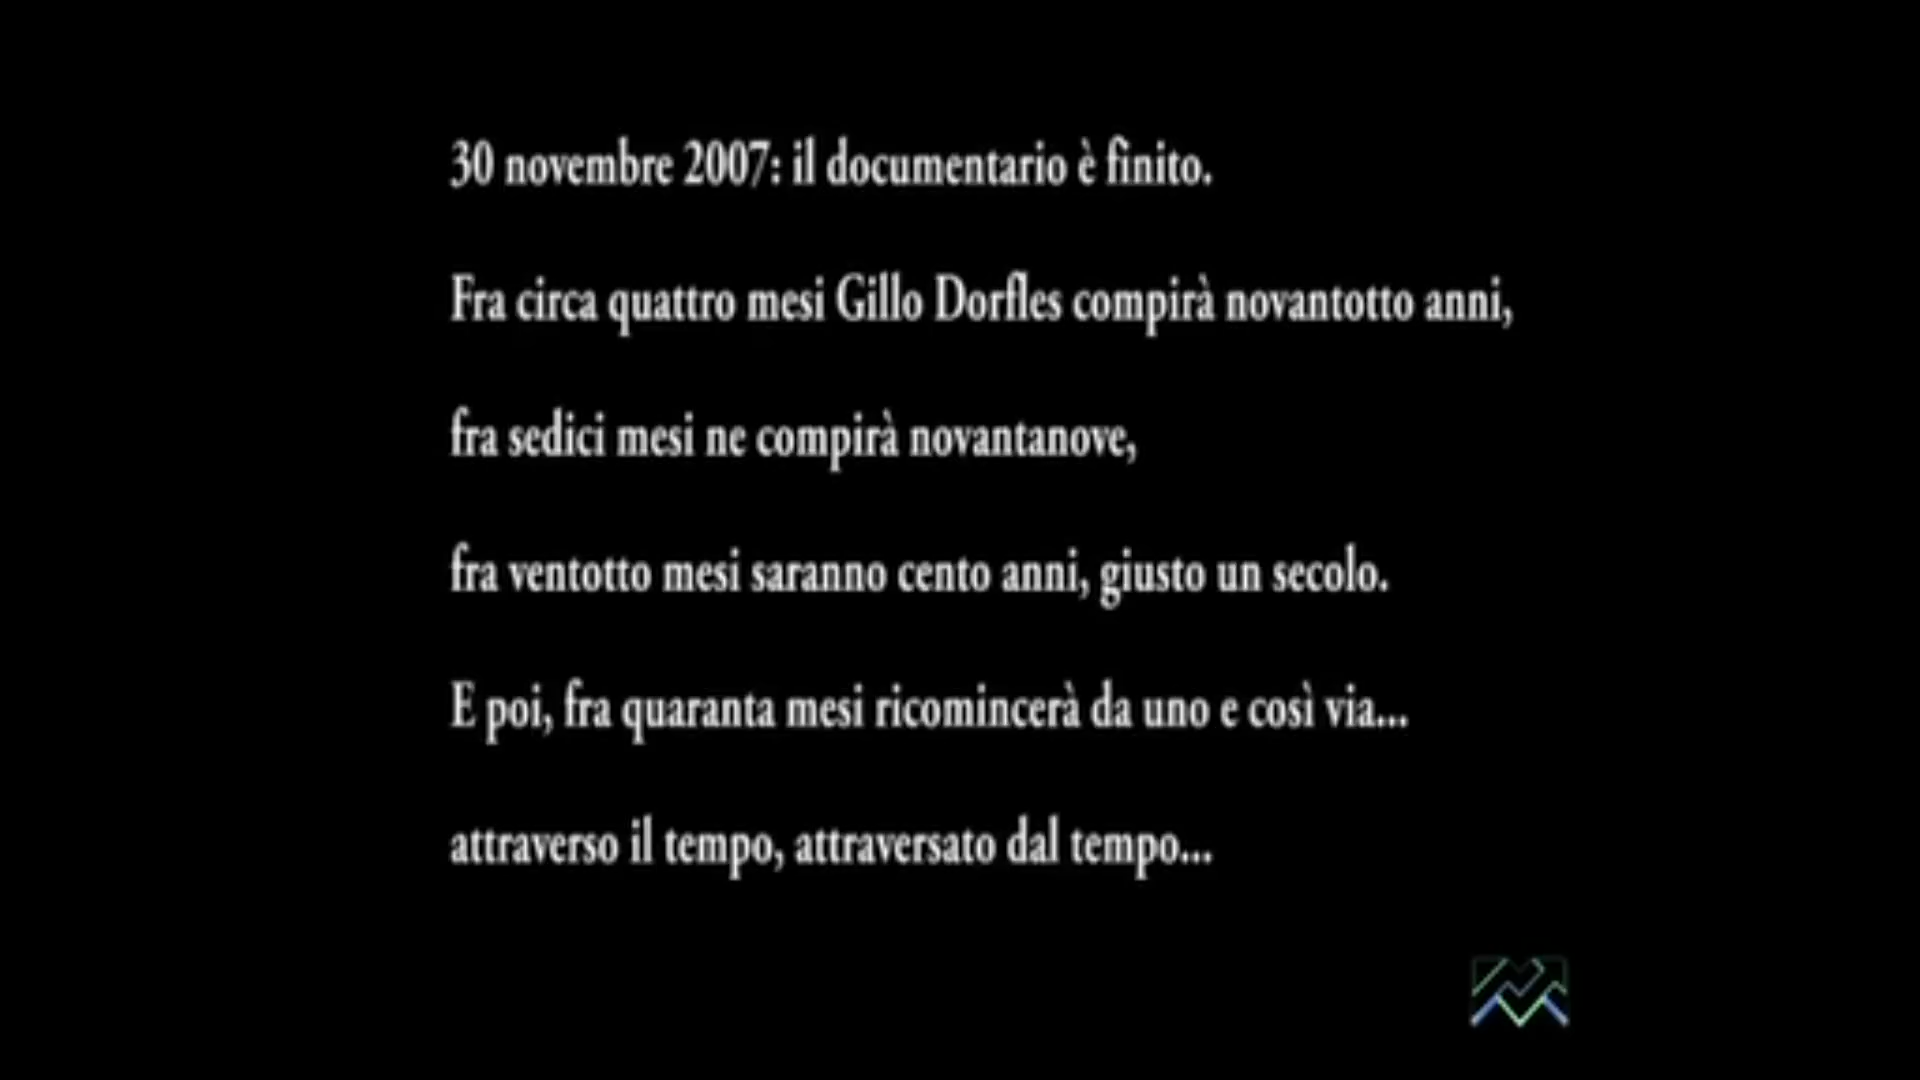 30 novembre 2007: il documentario è finito.
Fra circa quattro mesi Gillo Dorfles compirà novantotto anni,
fra sedici mesi ne compirà novantanove,
fra ventotto mesi saranno cento anni, giusto un secolo.
E poi, fra quaranta mesi ricomincerà da uno e così via...
attraverso il tempo, attraversato dal tempo...